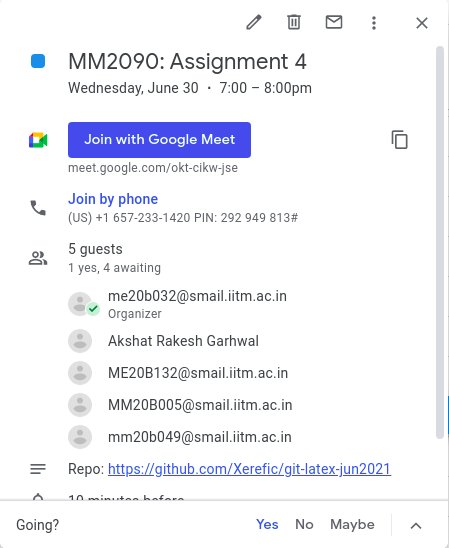 MM2090: Assignment 4
Wednesday, June 30 · 7:00 – 8:00pm
Join with Google Meet
meet.google.com/okt-cikw-jse
Join by phone
(US) +1 657-233-1420 PIN: 292 949 813#
5 guests
1 yes, 4 awaiting
me20b032@smail.iitm.ac.in
Organizer
Akshat Rakesh Garhwal
ME20B132@smail.iitm.ac.in
MM20B005@smail.iitm.ac.in
mm20b049@smail.iitm.ac.in
Repo: https://github.com/Xerefic/git-latex-jun2021
10 minutes before
Going? Yes No Maybe